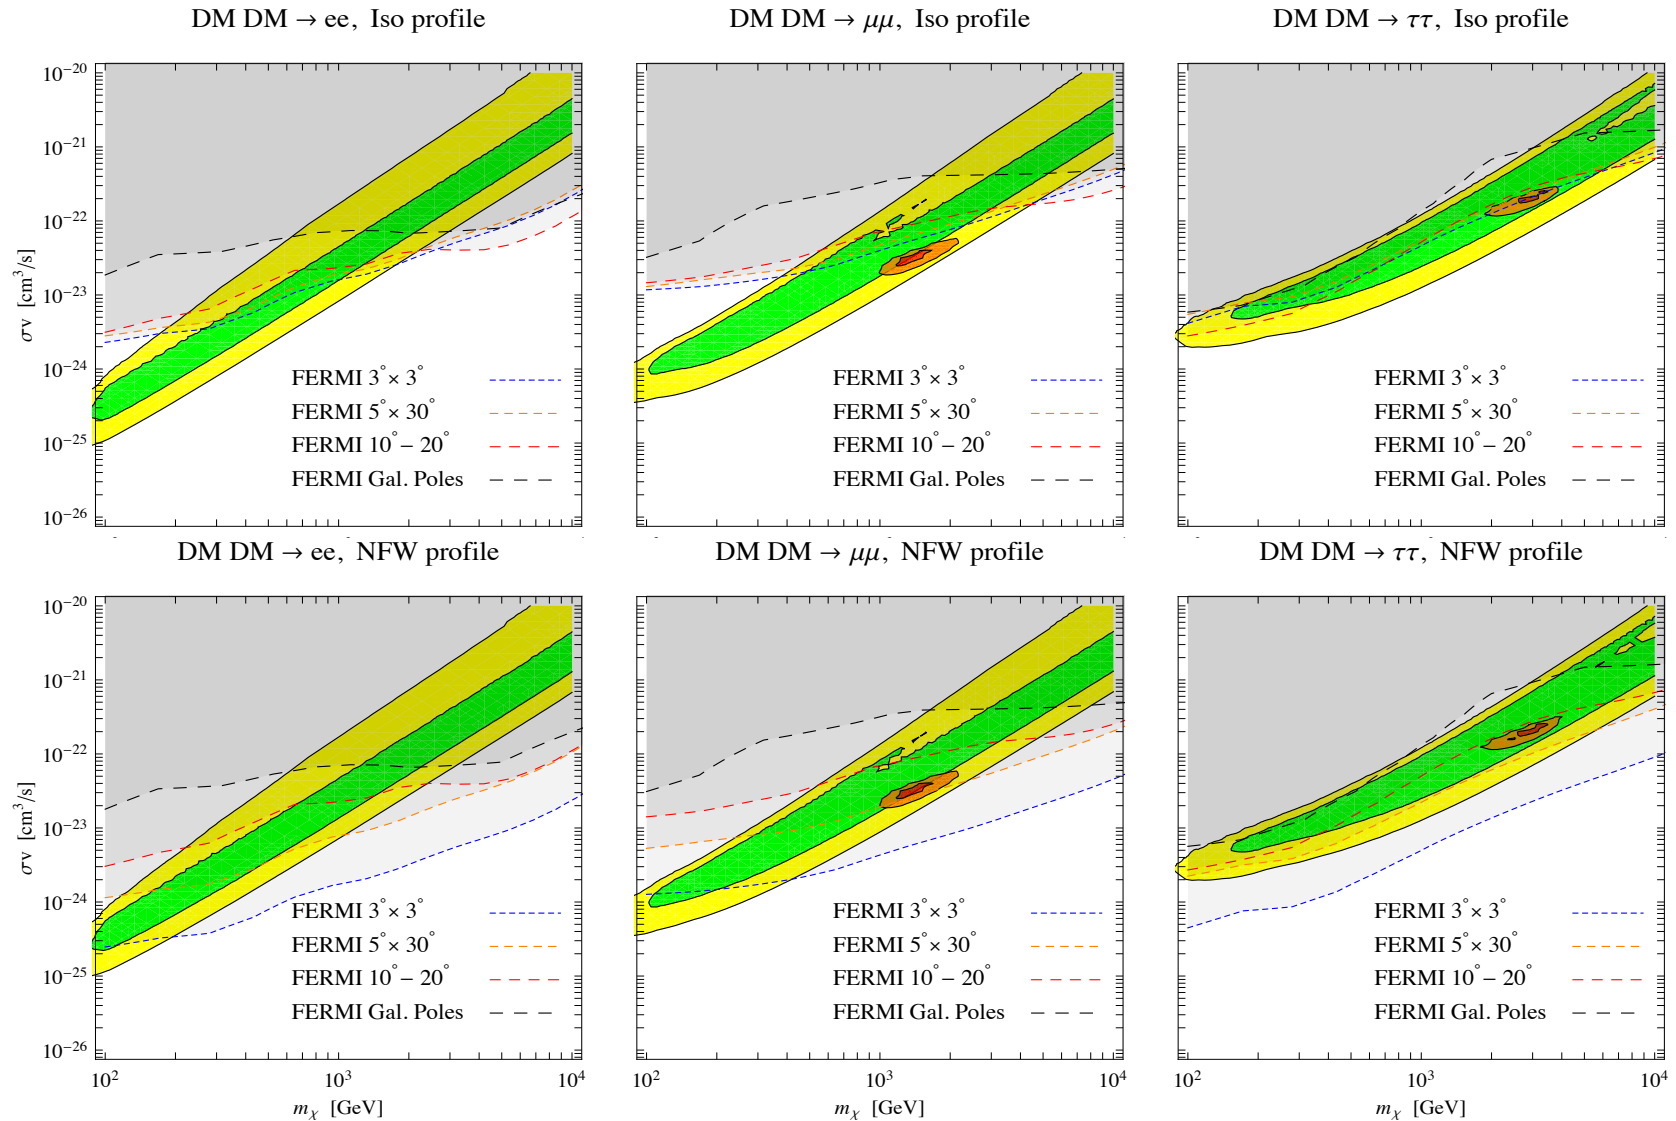 DM DM → ee, Iso profile
DM DM → μμ, Iso profile
DM DM → ττ, Iso profile
10⁻²⁰
10⁻²¹
10⁻²²
10⁻²³
10⁻²⁴
10⁻²⁵
10⁻²⁶
σv [cm³/s]
FERMI 3°× 3°
FERMI 5°× 30°
FERMI 10°– 20°
FERMI Gal. Poles
FERMI 3°× 3°
FERMI 5°× 30°
FERMI 10°– 20°
FERMI Gal. Poles
FERMI 3°× 3°
FERMI 5°× 30°
FERMI 10°– 20°
FERMI Gal. Poles
DM DM → ee, NFW profile
DM DM → μμ, NFW profile
DM DM → ττ, NFW profile
10⁻²⁰
10⁻²¹
10⁻²²
10⁻²³
10⁻²⁴
10⁻²⁵
10⁻²⁶
σv [cm³/s]
FERMI 3°× 3°
FERMI 5°× 30°
FERMI 10°– 20°
FERMI Gal. Poles
FERMI 3°× 3°
FERMI 5°× 30°
FERMI 10°– 20°
FERMI Gal. Poles
FERMI 3°× 3°
FERMI 5°× 30°
FERMI 10°– 20°
FERMI Gal. Poles
10² 10³ 10⁴
10² 10³ 10⁴
10² 10³ 10⁴
mᵪ [GeV]
mᵪ [GeV]
mᵪ [GeV]